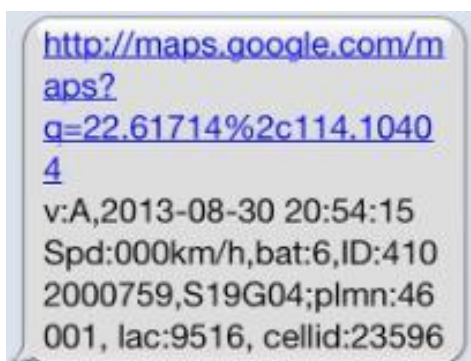 http://maps.google.com/m
aps?
q=22.61714%2c114.1040
4
v:A,2013-08-30 20:54:15
Spd:000km/h,bat:6,ID:410
2000759,S19G04;plmn:46
001, lac:9516, cellid:23596